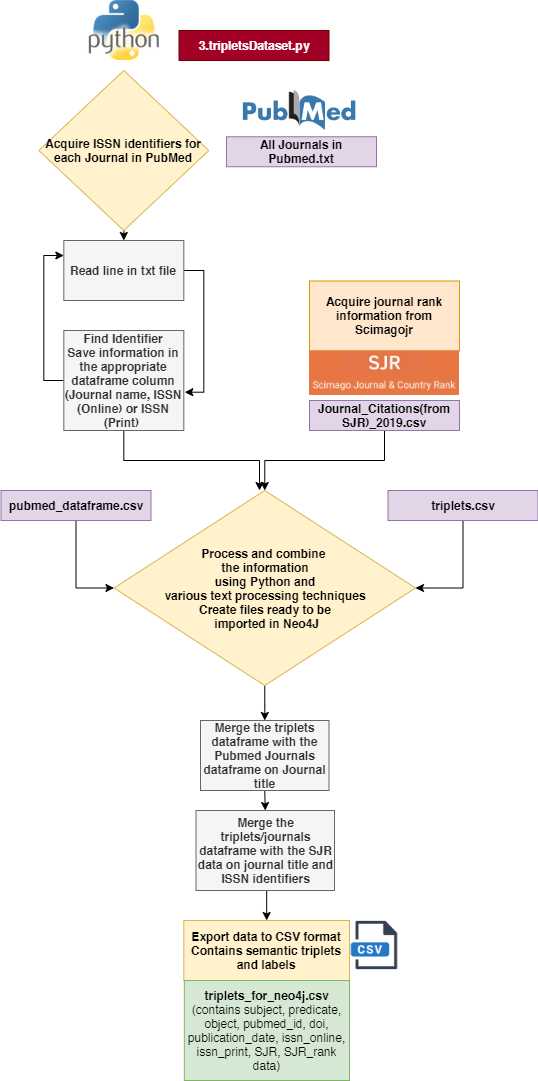 python
3.tripletsDataset.py
PubMed
Acquire ISSN identifiers for
each Journal in PubMed
All Journals in
Pubmed.txt
Read line in txt file
Acquire journal rank
information from
Scimagojr
SJR
Scimago Journal & Country Rank
Find Identifier
Save information in
the appropriate
dataframe column
(Journal name, ISSN
(Online) or ISSN
(Print)
Journal_Citations(from
SJR)_2019.csv
pubmed_dataframe.csv
triplets.csv
Process and combine
the information
using Python and
various text processing techniques
Create files ready to be
imported in Neo4J
Merge the triplets
dataframe with the
Pubmed Journals
dataframe on Journal
title
Merge the
triplets/journals
dataframe with the SJR
data on journal title and
ISSN identifiers
Export data to CSV format
Contains semantic triplets
and labels
CSV
triplets_for_neo4j.csv
(contains subject, predicate,
object, pubmed_id, doi,
publication_date, issn_online,
issn_print, SJR, SJR_rank
data)